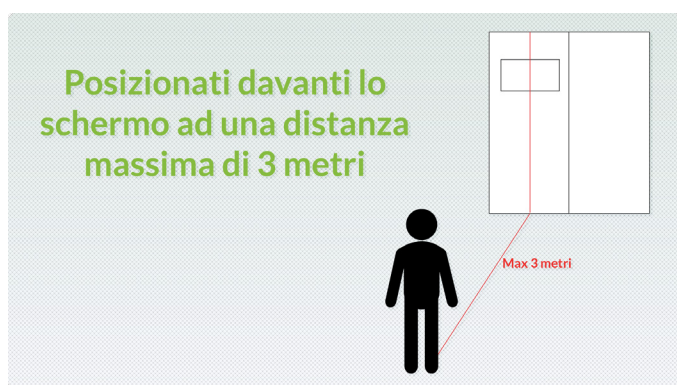 Posizionati davanti lo
schermo ad una distanza
massima di 3 metri
Max 3 metri